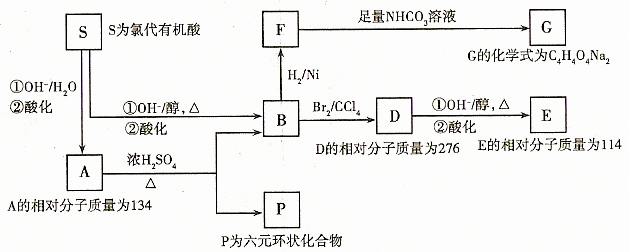 S
S为氯代有机酸
F
足量NHCO₃溶液
G
G的化学式为C₄H₄O₄Na₂
①OH⁻/H₂O
②酸化
H₂/Ni
①OH⁻/醇，△
②酸化
B
Br₂/CCl₄
D
①OH⁻/醇，△
②酸化
E
D的相对分子质量为276
E的相对分子质量为114
A
浓H₂SO₄
△
A的相对分子质量为134
P
P为六元环状化合物